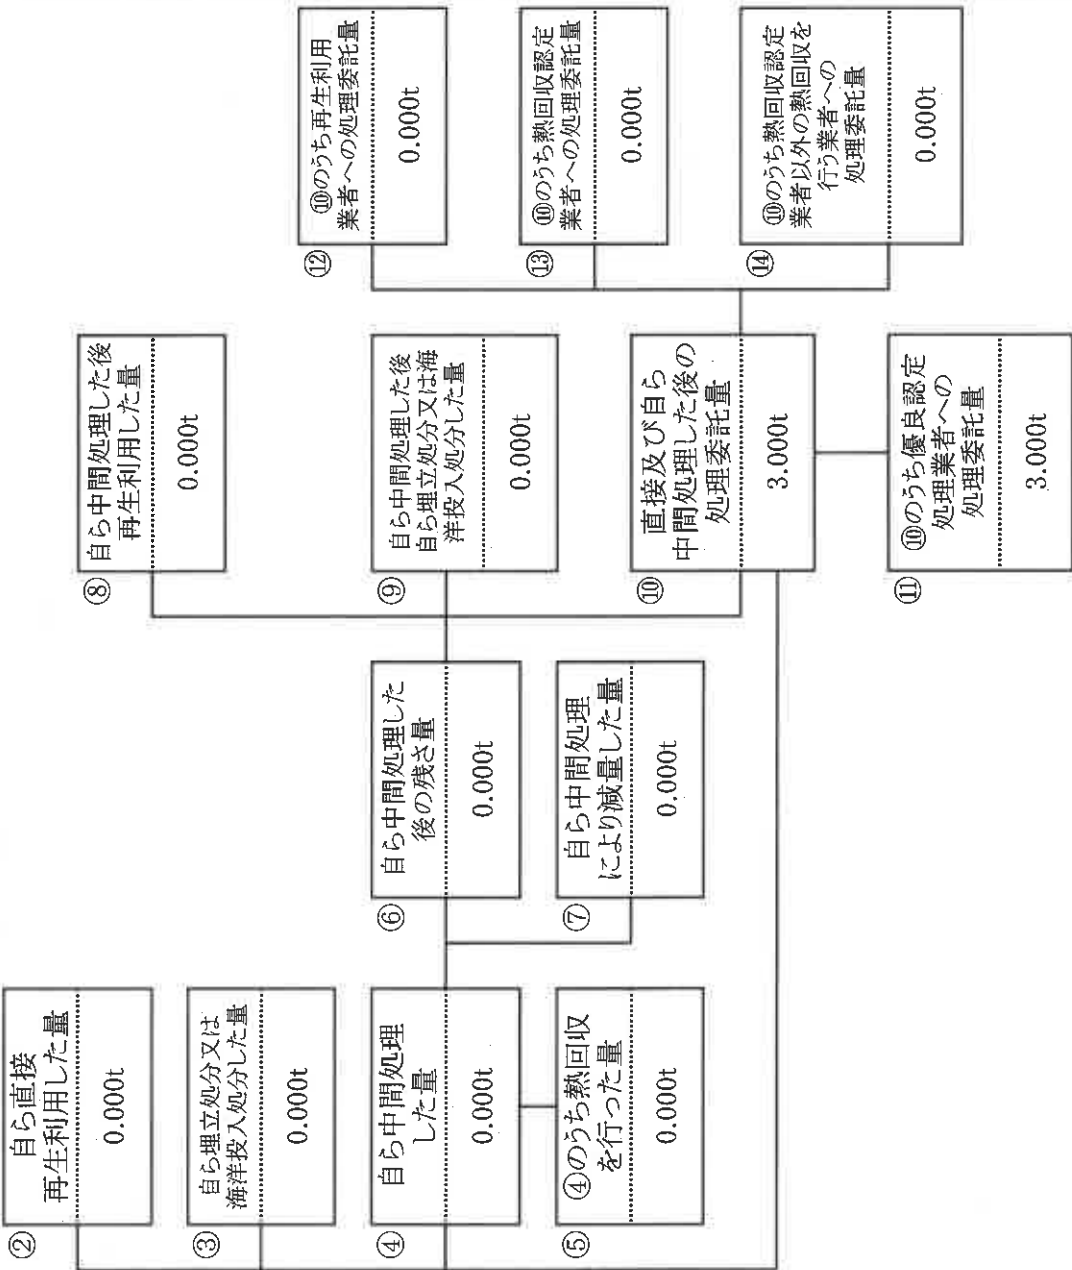 ②
自ら直接
再生利用した量
0.000t
③
自ら埋立処分又は
海洋投入処分した量
0.000t
④
自ら中間処理
した量
0.000t
⑤
④のうち熱回収
を行った量
0.000t
⑥
自ら中間処理した
後の残さ量
0.000t
⑦
自ら中間処理
により減量した量
0.000t
⑧
自ら中間処理した後
再生利用した量
0.000t
⑨
自ら中間処理した後
自ら埋立処分又は海
洋投入処分した量
0.000t
⑩
直接及び自ら
中間処理した後の
処理委託量
3.000t
⑪
⑩のうち優良認定
処理業者への
処理委託量
3.000t
⑫
⑩のうち再生利用
業者への処理委託量
0.000t
⑬
⑩のうち熱回収認定
業者への処理委託量
0.000t
⑭
⑩のうち熱回収認定
業者以外の熱回収を
行う業者への
処理委託量
0.000t